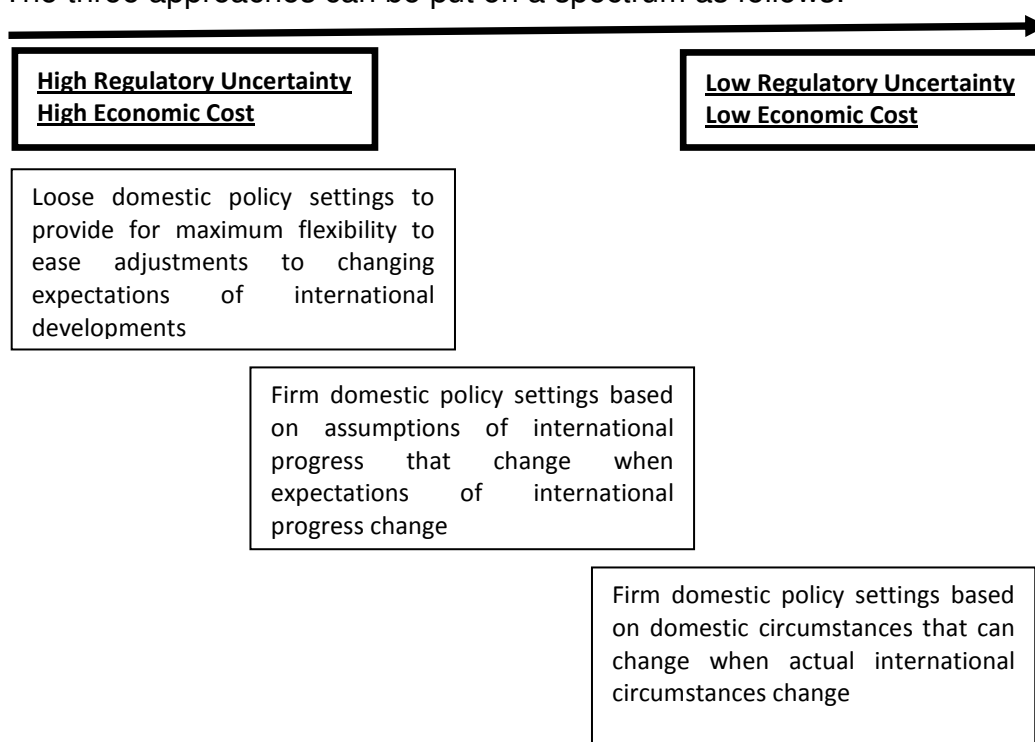 The three approaches can be put on a spectrum as follows:
High Regulatory Uncertainty
High Economic Cost
Low Regulatory Uncertainty
Low Economic Cost
Loose domestic policy settings to
provide for maximum flexibility to
ease adjustments to changing
expectations of international
developments
Firm domestic policy settings based
on assumptions of international
progress that change when
expectations of international
progress change
Firm domestic policy settings based
on domestic circumstances that can
change when actual international
circumstances change